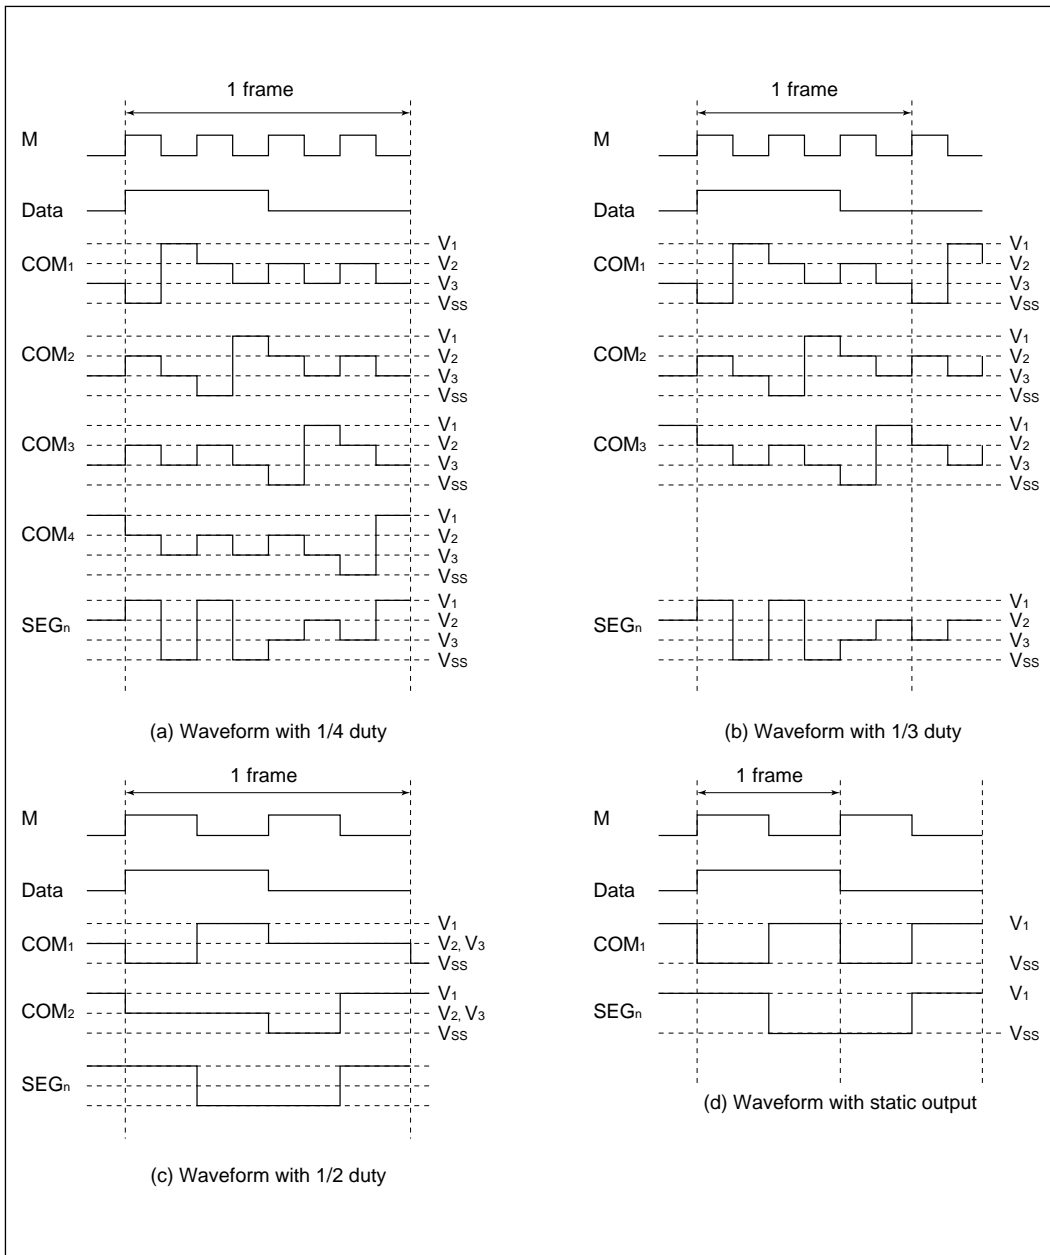 1 frame
M
Data
COM1
V1
V2
V3
VSS
COM2
V1
V2
V3
VSS
COM3
V1
V2
V3
VSS
COM4
V1
V2
V3
VSS
SEGn
V1
V2
V3
VSS
(a) Waveform with 1/4 duty
1 frame
M
Data
COM1
V1
V2
V3
VSS
COM2
V1
V2
V3
VSS
COM3
V1
V2
V3
VSS
SEGn
V1
V2
V3
VSS
(b) Waveform with 1/3 duty
1 frame
M
Data
COM1
V1
V2, V3
VSS
COM2
V1
V2, V3
VSS
SEGn
(c) Waveform with 1/2 duty
1 frame
M
Data
COM1
V1
VSS
SEGn
V1
VSS
(d) Waveform with static output